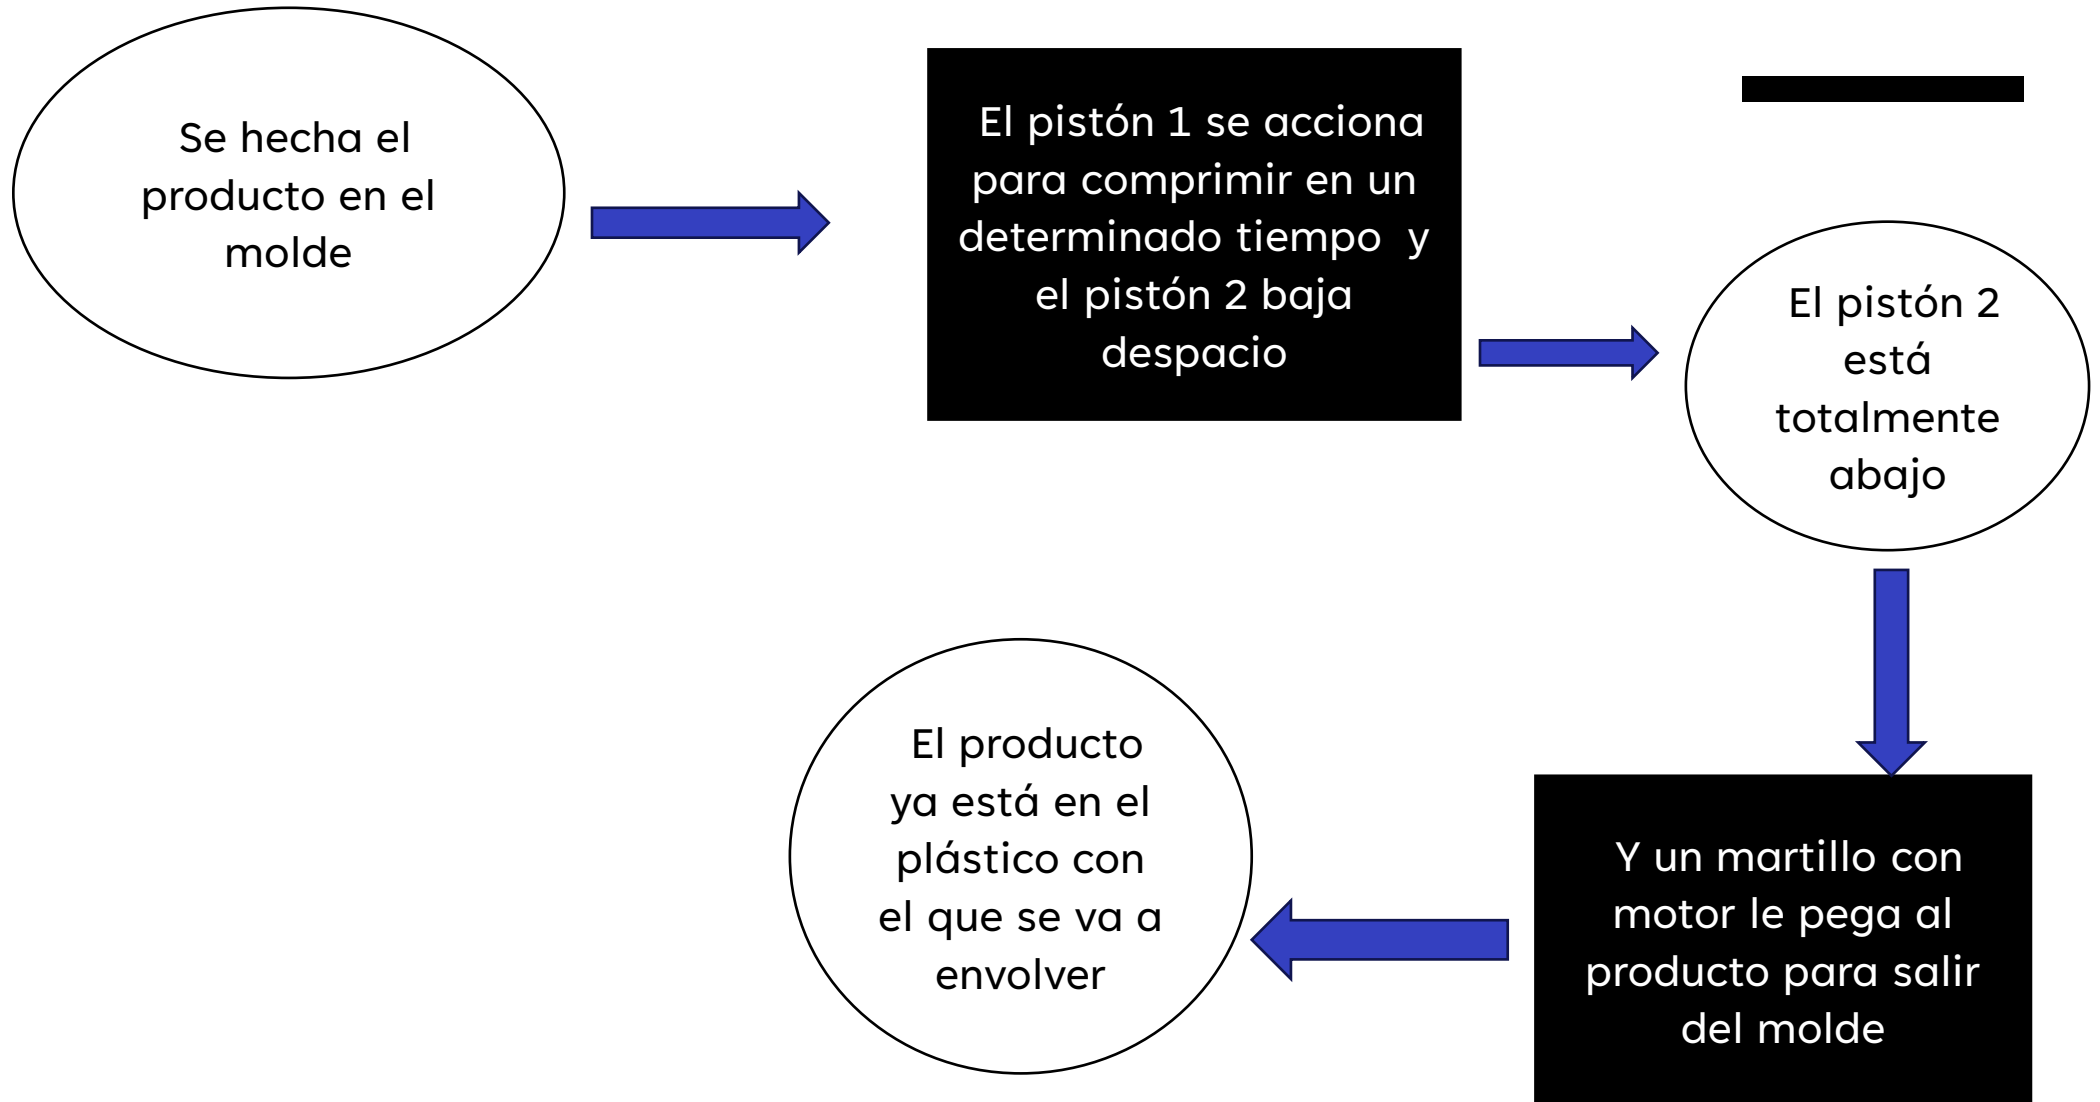 Se hecha el
producto en el
molde
El pistón 1 se acciona
para comprimir en un
determinado tiempo y
el pistón 2 baja
despacio
El pistón 2
está
totalmente
abajo
Y un martillo con
motor le pega al
producto para salir
del molde
El producto
ya está en el
plástico con
el que se va a
envolver